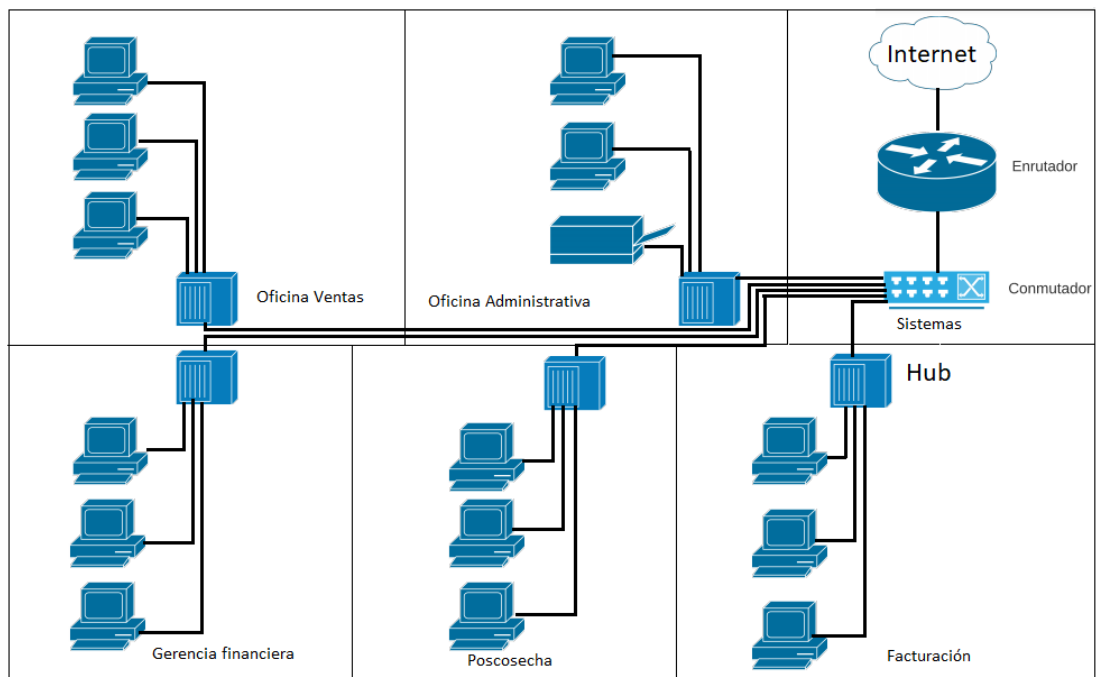 Internet
Enrutador
Oficina Ventas
Oficina Administrativa
Conmutador
Sistemas
Hub
Gerencia financiera
Poscosecha
Facturación